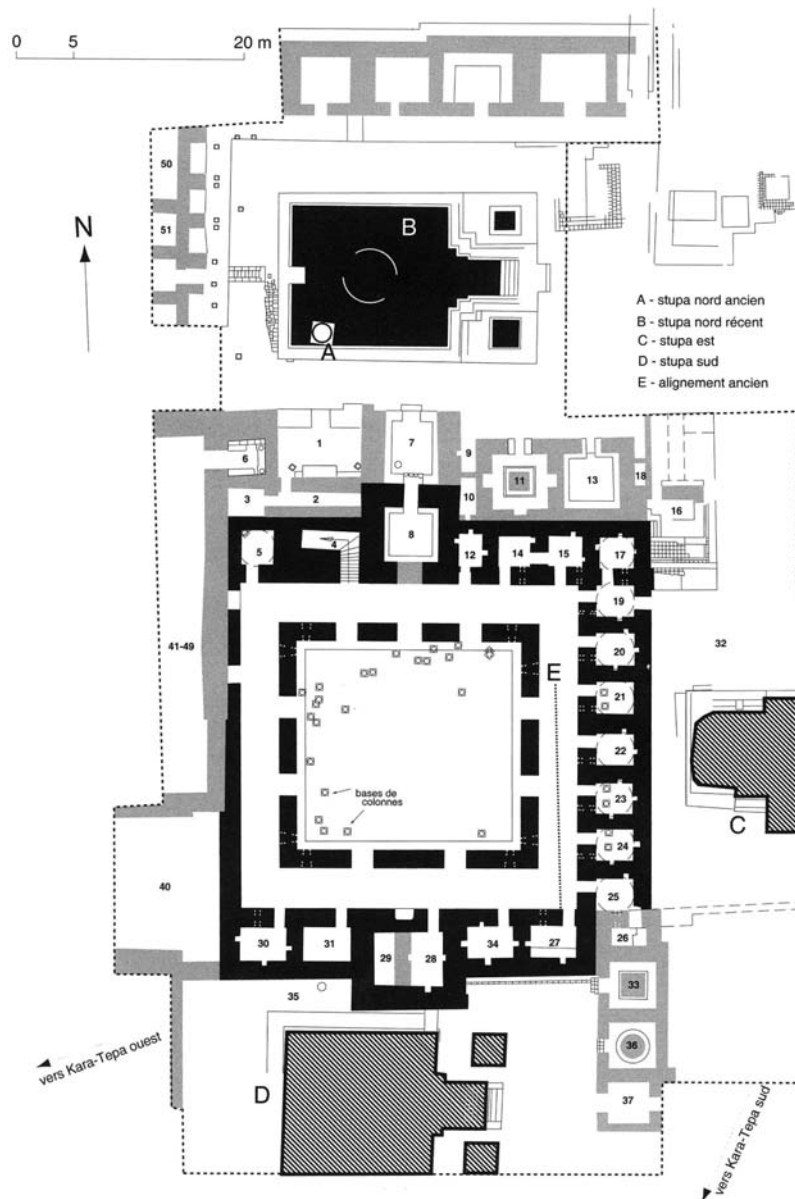 0 5 20 m
50
51
N
B
A
A - stupa nord ancien
B - stupa nord récent
C - stupa est
D - stupa sud
E - alignement ancien
1
7
9
6
11
13
18
3
2
10
16
4
5
8
12
14
15
17
19
41-49
32
20
E
21
22
bases de
colonnes
23
C
24
40
25
26
30
31
29
28
34
27
33
35
36
vers Kara-Tepa ouest
D
37
vers Kara-Tepa sud